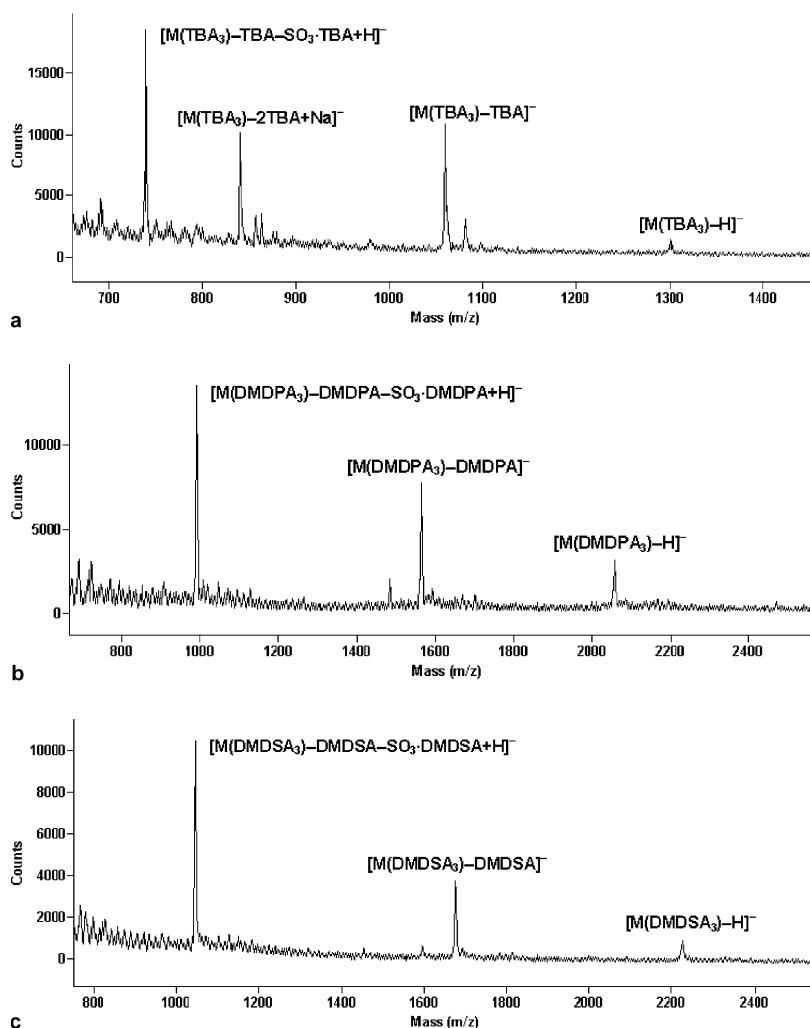 [M(TBA₃)–TBA–SO₃·TBA+H]⁻
[M(TBA₃)–2TBA+Na]⁻
[M(TBA₃)–TBA]⁻
[M(TBA₃)–H]⁻
Counts
15000
10000
5000
0
700 800 900 1000 1100 1200 1300 1400
Mass (m/z)
a
[M(DMDPA₃)–DMDPA–SO₃·DMDPA+H]⁻
[M(DMDPA₃)–DMDPA]⁻
[M(DMDPA₃)–H]⁻
Counts
10000
5000
0
800 1000 1200 1400 1600 1800 2000 2200 2400
Mass (m/z)
b
[M(DMDSA₃)–DMDSA–SO₃·DMDSA+H]⁻
[M(DMDSA₃)–DMDSA]⁻
[M(DMDSA₃)–H]⁻
Counts
10000
8000
6000
4000
2000
0
800 1000 1200 1400 1600 1800 2000 2200 2400
Mass (m/z)
c